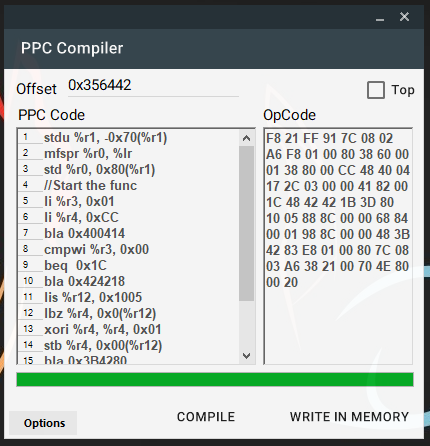 PPC Compiler
Offset 0x356442
Top
PPC Code
OpCode
1 stdu %r1, -0x70(%r1)
2 mfspr %r0, %lr
3 std %r0, 0x80(%r1)
4 //Start the func
5 li %r3, 0x01
6 li %r4, 0xCC
7 bla 0x400414
8 cmpwi %r3, 0x00
9 beq 0x1C
10 bla 0x424218
11 lis %r12, 0x1005
12 lbz %r4, 0x0(%r12)
13 xori %r4, %r4, 0x01
14 stb %r4, 0x00(%r12)
15 bla 0x3B4280
F8 21 FF 91 7C 08 02
A6 F8 01 00 80 38 60 00
01 38 80 00 CC 48 40 04
17 2C 03 00 00 41 82 00
1C 48 42 42 1B 3D 80
10 05 88 8C 00 00 68 84
00 01 98 8C 00 00 48 3B
42 83 E8 01 00 80 7C 08
03 A6 38 21 00 70 4E 80
00 20
Options
COMPILE
WRITE IN MEMORY